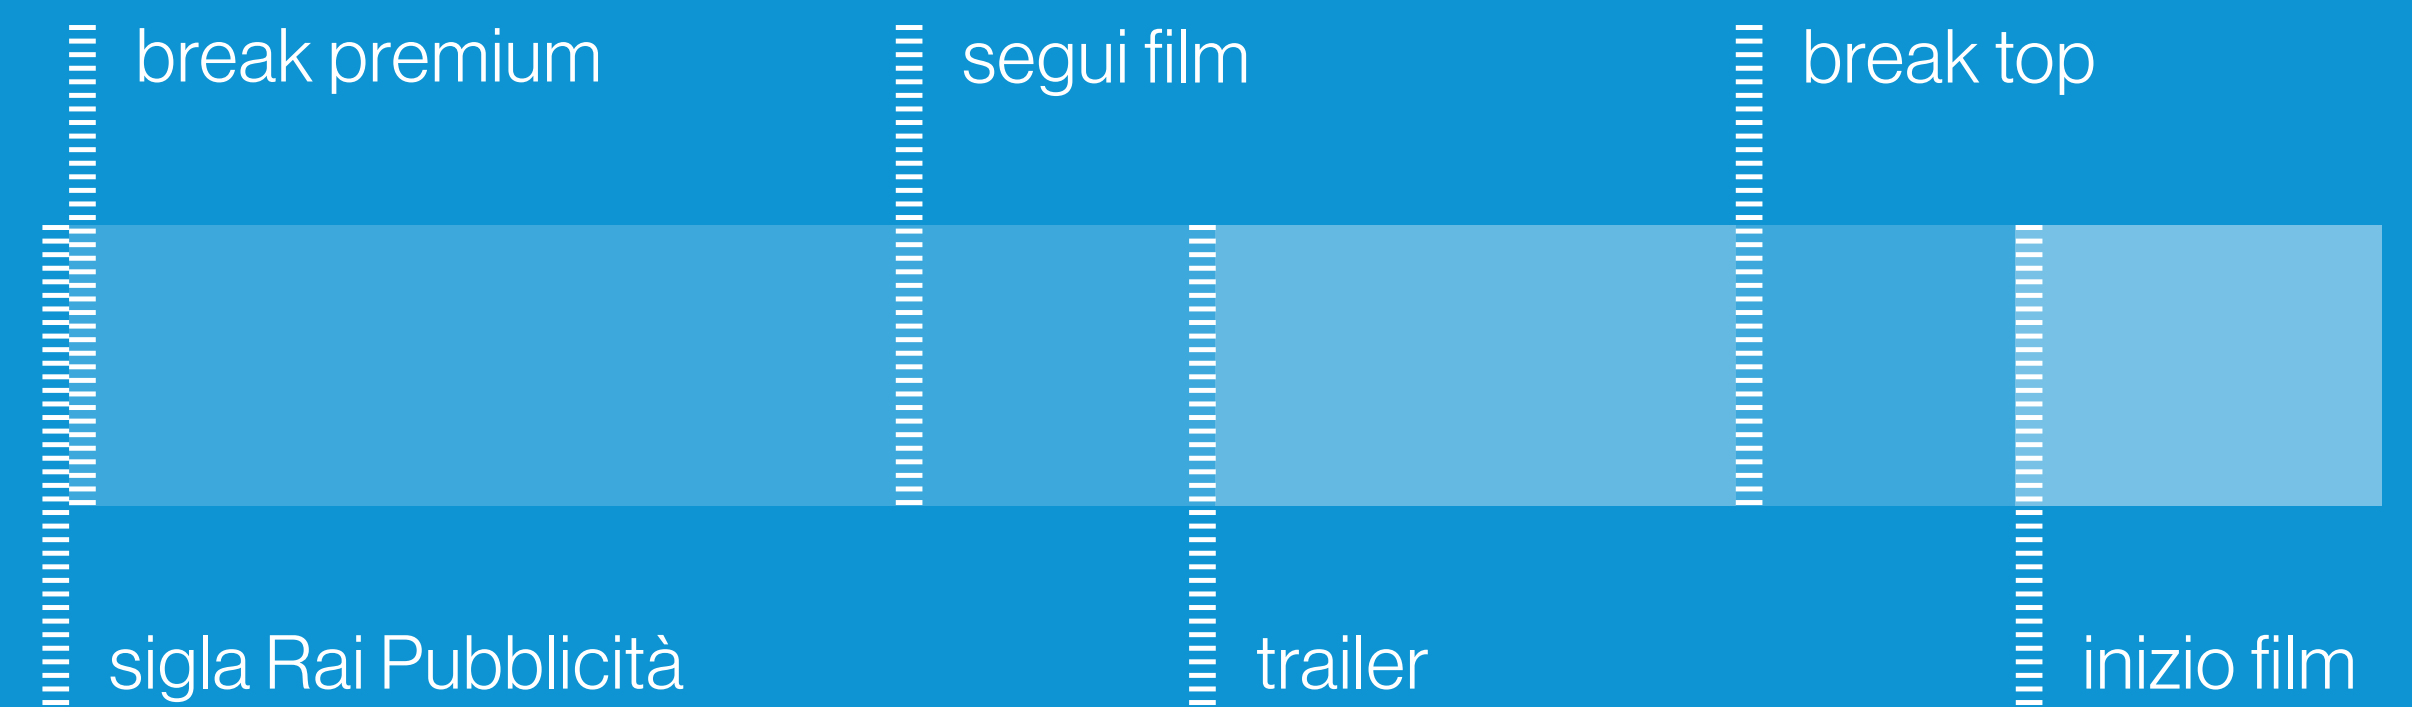 break premium
segui film
break top
sigla Rai Pubblicità
trailer
inizio film